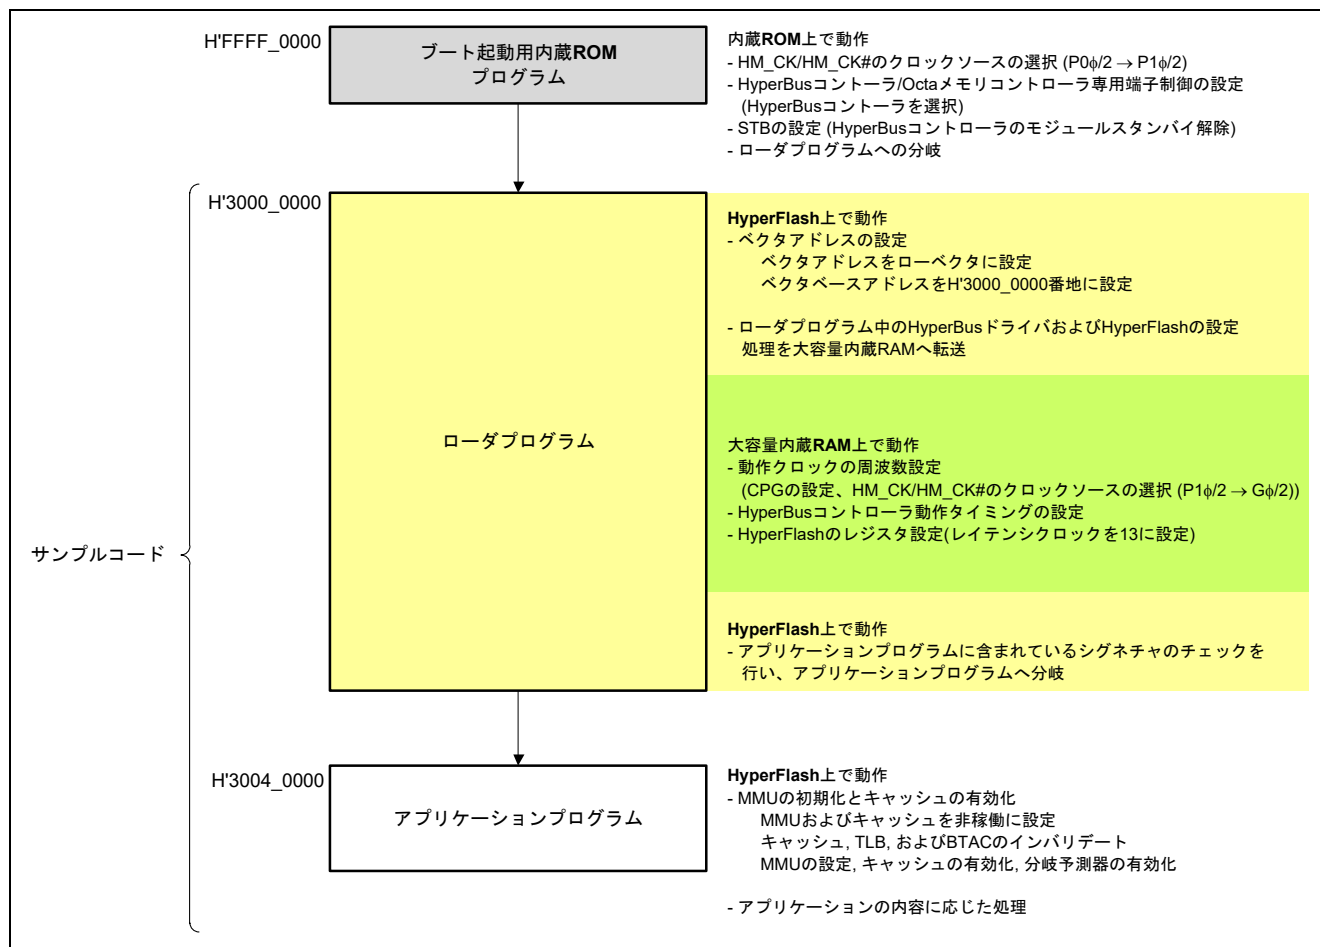 H'FFFF_0000
ブート起動用内蔵ROM
プログラム
内蔵ROM上で動作
- HM_CK/HM_CK#のクロックソースの選択 (P0ϕ/2 → P1ϕ/2)
- HyperBusコントーラ/Octaメモリコントローラ専用端子制御の設定
(HyperBusコントーラを選択)
- STBの設定 (HyperBusコントローラのモジュールスタンバイ解除)
- ローダプログラムへの分岐
サンプルコード
H'3000_0000
ローダプログラム
HyperFlash上で動作
- ベクタアドレスの設定
ベクタアドレスをローベクタに設定
ベクタベースアドレスをH'3000_0000番地に設定
- ローダプログラム中のHyperBusドライバおよびHyperFlashの設定
処理を大容量内蔵RAMへ転送
大容量内蔵RAM上で動作
- 動作クロックの周波数設定
(CPGの設定、HM_CK/HM_CK#のクロックソースの選択 (P1ϕ/2 → Gϕ/2))
- HyperBusコントローラ動作タイミングの設定
- HyperFlashのレジスタ設定(レイテンシクロックを13に設定)
HyperFlash上で動作
- アプリケーションプログラムに含まれているシグネチャのチェックを
行い、アプリケーションプログラムへ分岐
H'3004_0000
アプリケーションプログラム
HyperFlash上で動作
- MMUの初期化とキャッシュの有効化
MMUおよびキャッシュを非稼働に設定
キャッシュ, TLB, およびBTACのインバリデート
MMUの設定, キャッシュの有効化, 分岐予測器の有効化
- アプリケーションの内容に応じた処理